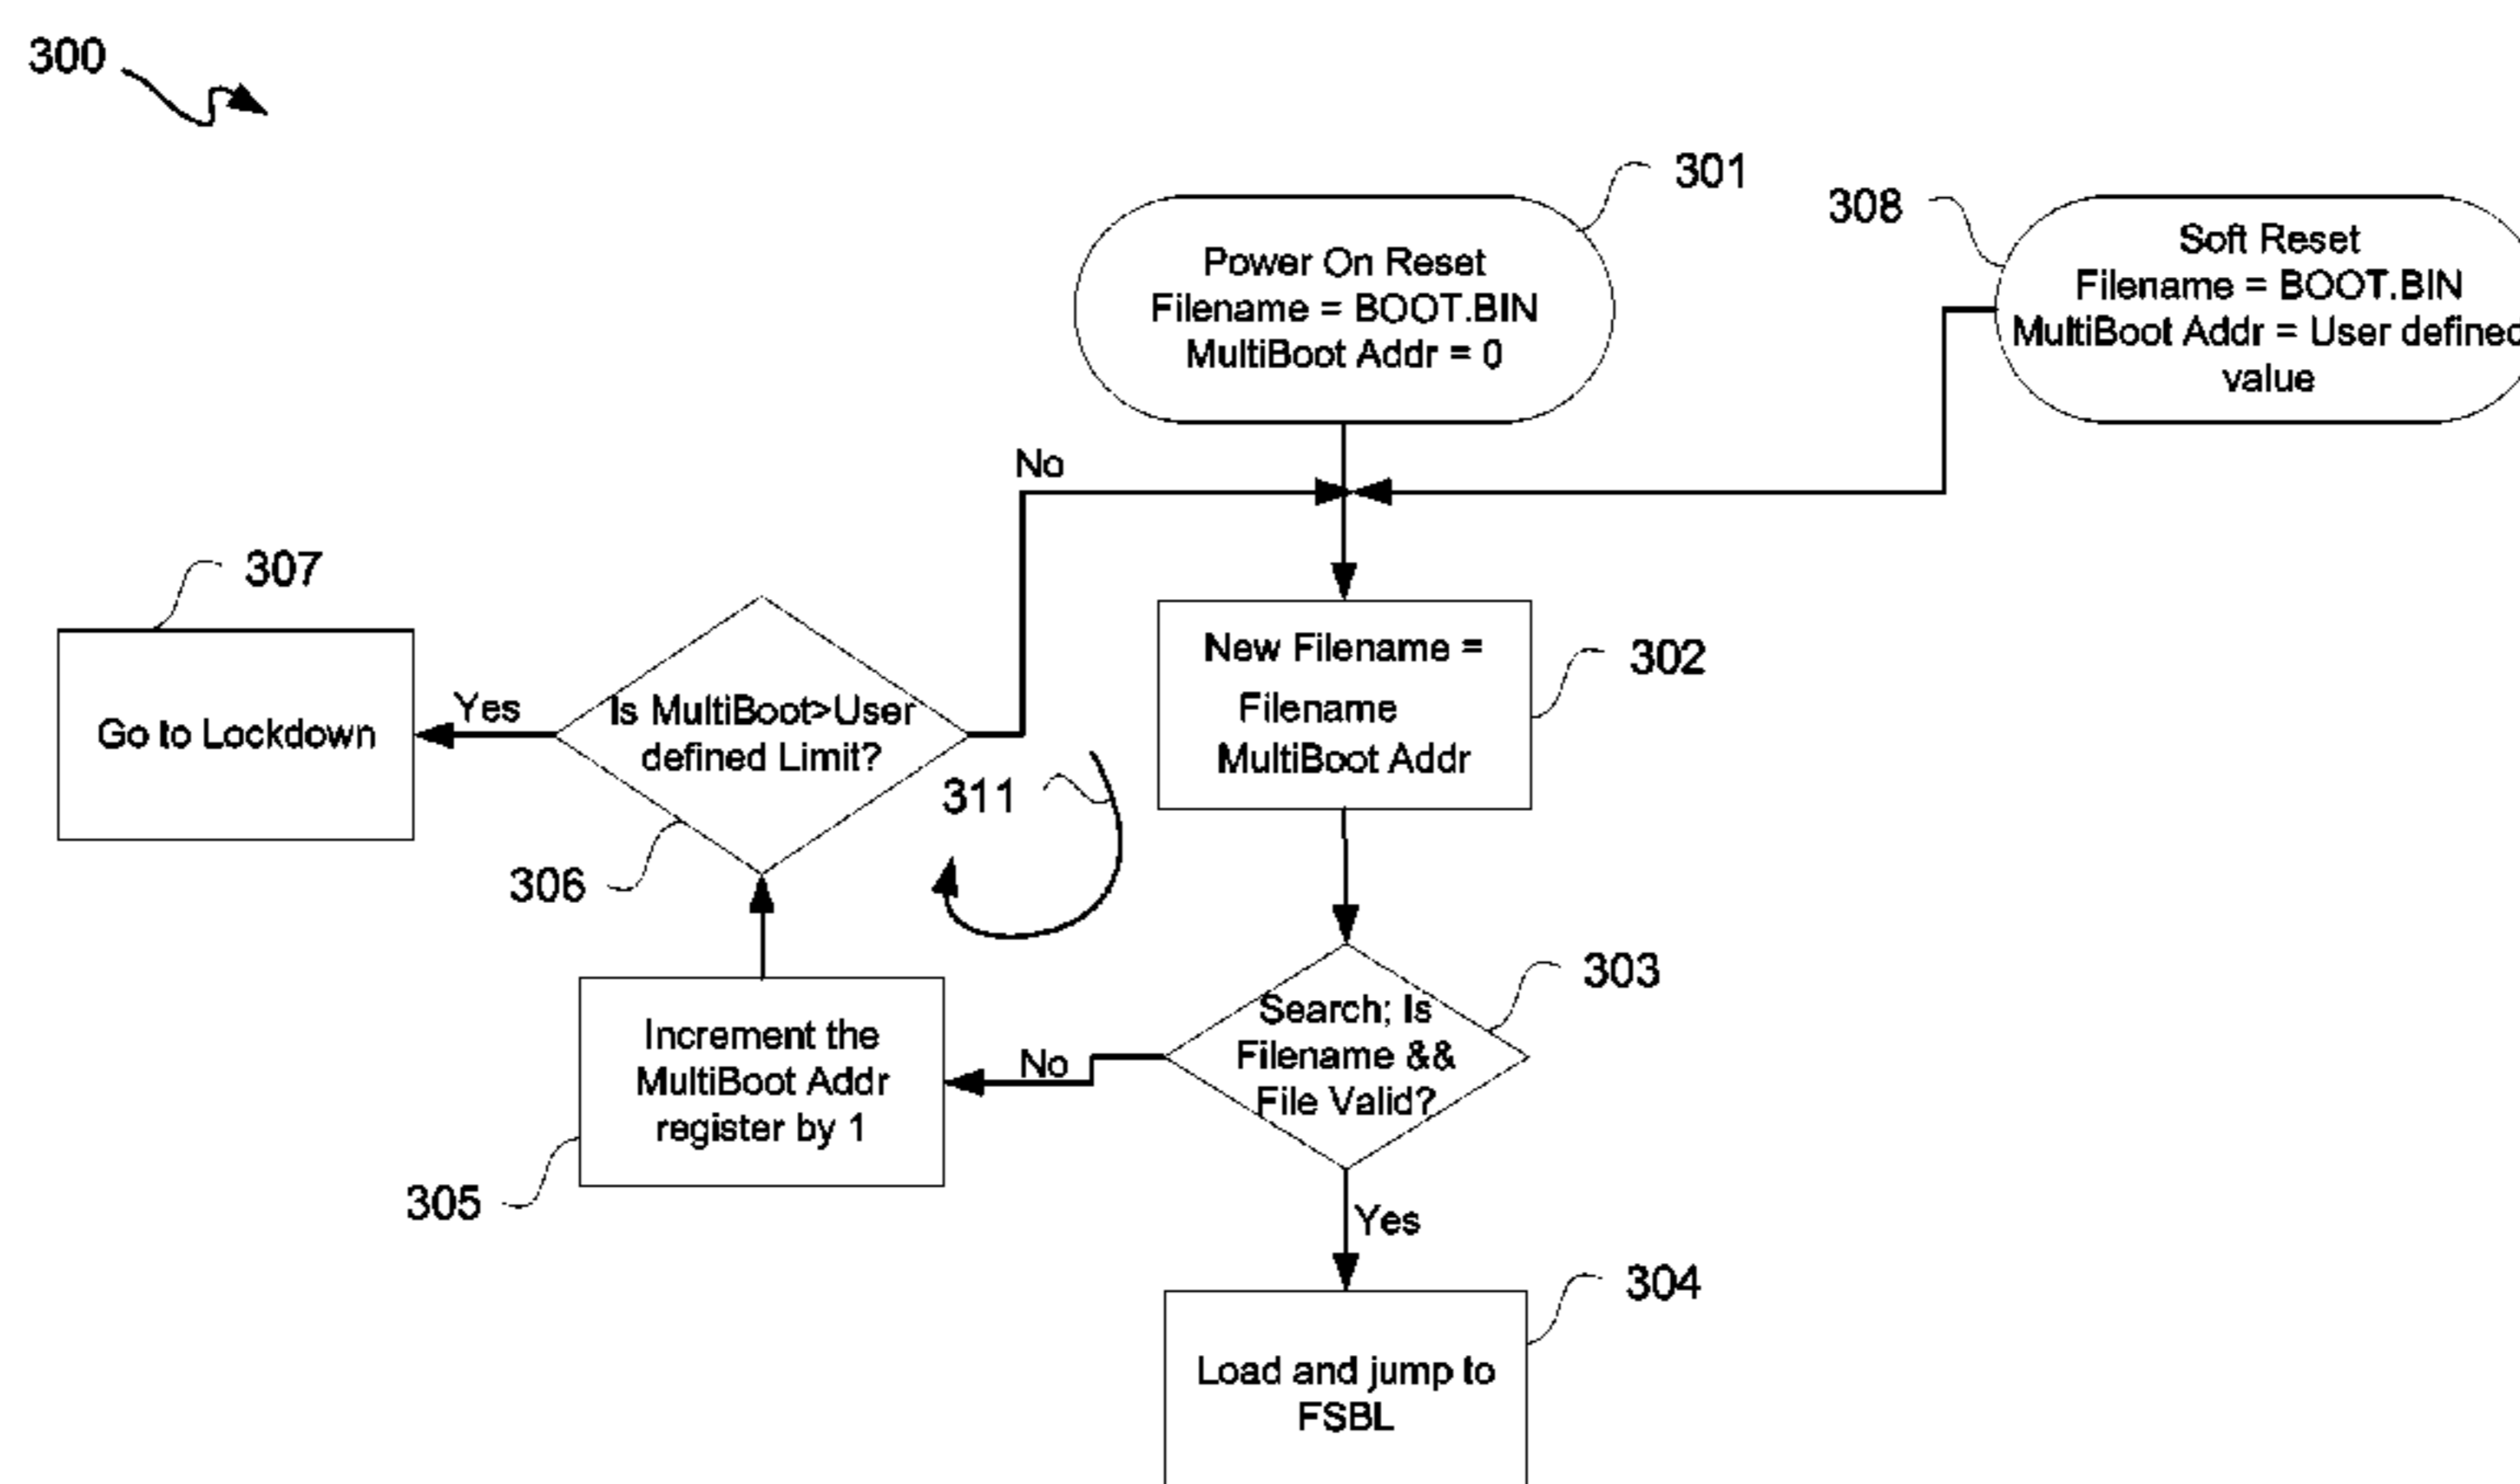 300
301
Power On Reset
Filename = BOOT.BIN
MultiBoot Addr = 0
308
Soft Reset
Filename = BOOT.BIN
MultiBoot Addr = User defined
value
No
307
Go to Lockdown
Yes
Is MultiBoot>User
defined Limit?
306
311
New Filename =
Filename
MultiBoot Addr
302
303
Search; Is
Filename &&
File Valid?
No
Increment the
MultiBoot Addr
register by 1
305
Yes
304
Load and jump to
FSBL